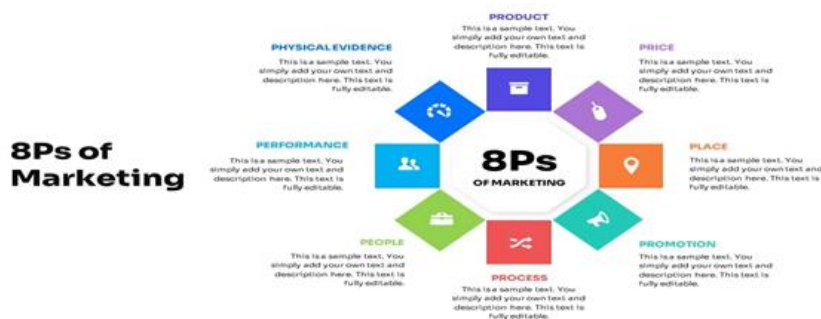 8Ps of
Marketing
PRODUCT
This is a sample text. You
simply add your own text and
description here. This text is
fully editable.
PRICE
This is a sample text. You
simply add your own text and
description here. This text is
fully editable.
PLACE
This is a sample text. You
simply add your own text and
description here. This text is
fully editable.
PROMOTION
This is a sample text. You
simply add your own text and
description here. This text is
fully editable.
PROCESS
This is a sample text. You
simply add your own text and
description here. This text is
fully editable.
PEOPLE
This is a sample text. You
simply add your own text and
description here. This text is
fully editable.
PERFORMANCE
This is a sample text. You
simply add your own text and
description here. This text is
fully editable.
PHYSICAL EVIDENCE
This is a sample text. You
simply add your own text and
description here. This text is
fully editable.
8Ps
OF MARKETING